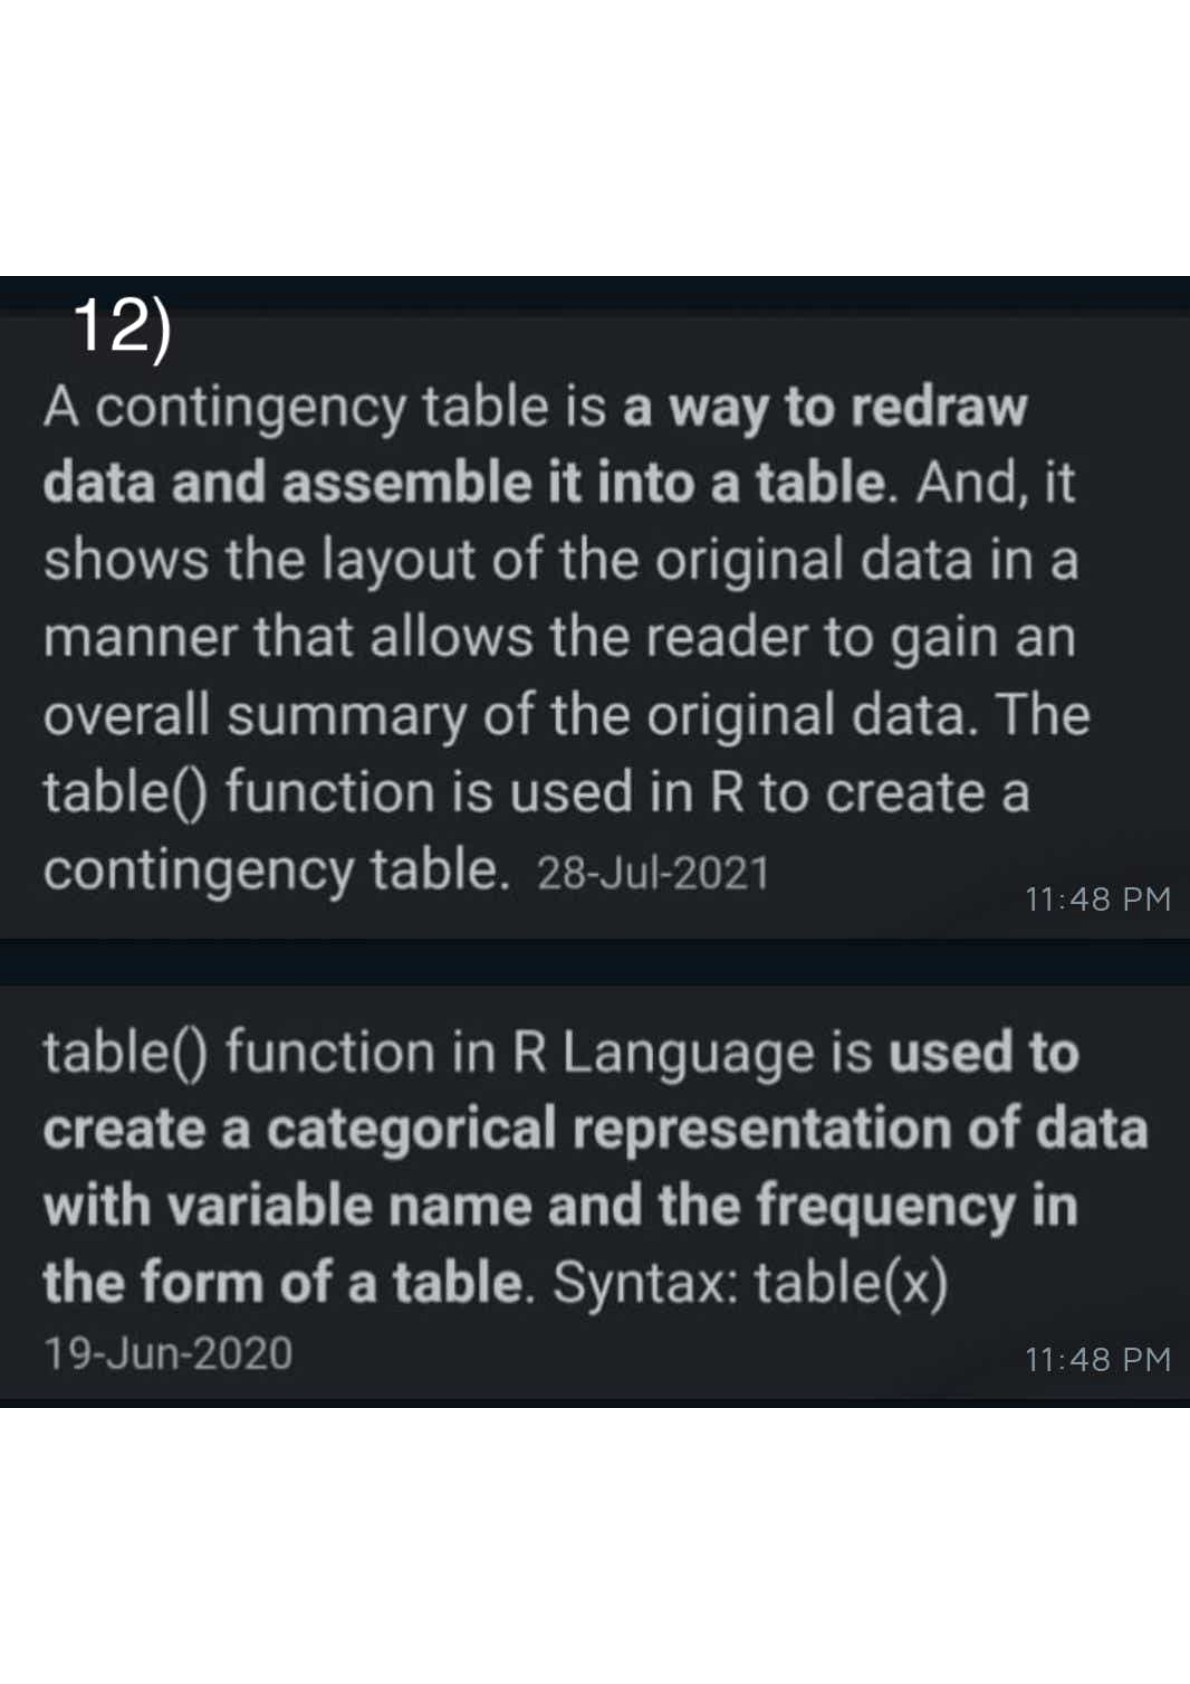 12)
A contingency table is a way to redraw
data and assemble it into a table. And, it
shows the layout of the original data in a
manner that allows the reader to gain an
overall summary of the original data. The
table() function is used in R to create a
contingency table. 28-Jul-2021
11:48 PM
table() function in R Language is used to
create a categorical representation of data
with variable name and the frequency in
the form of a table. Syntax: table(x)
19-Jun-2020
11:48 PM